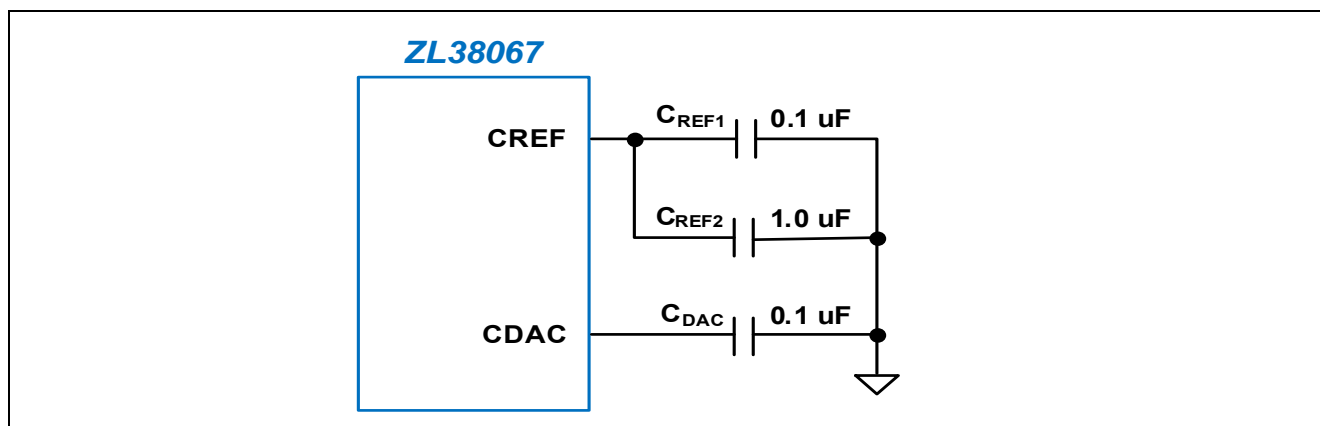 ZL38067
CREF
CREF1 0.1 uF
CREF2 1.0 uF
CDAC
CDAC 0.1 uF